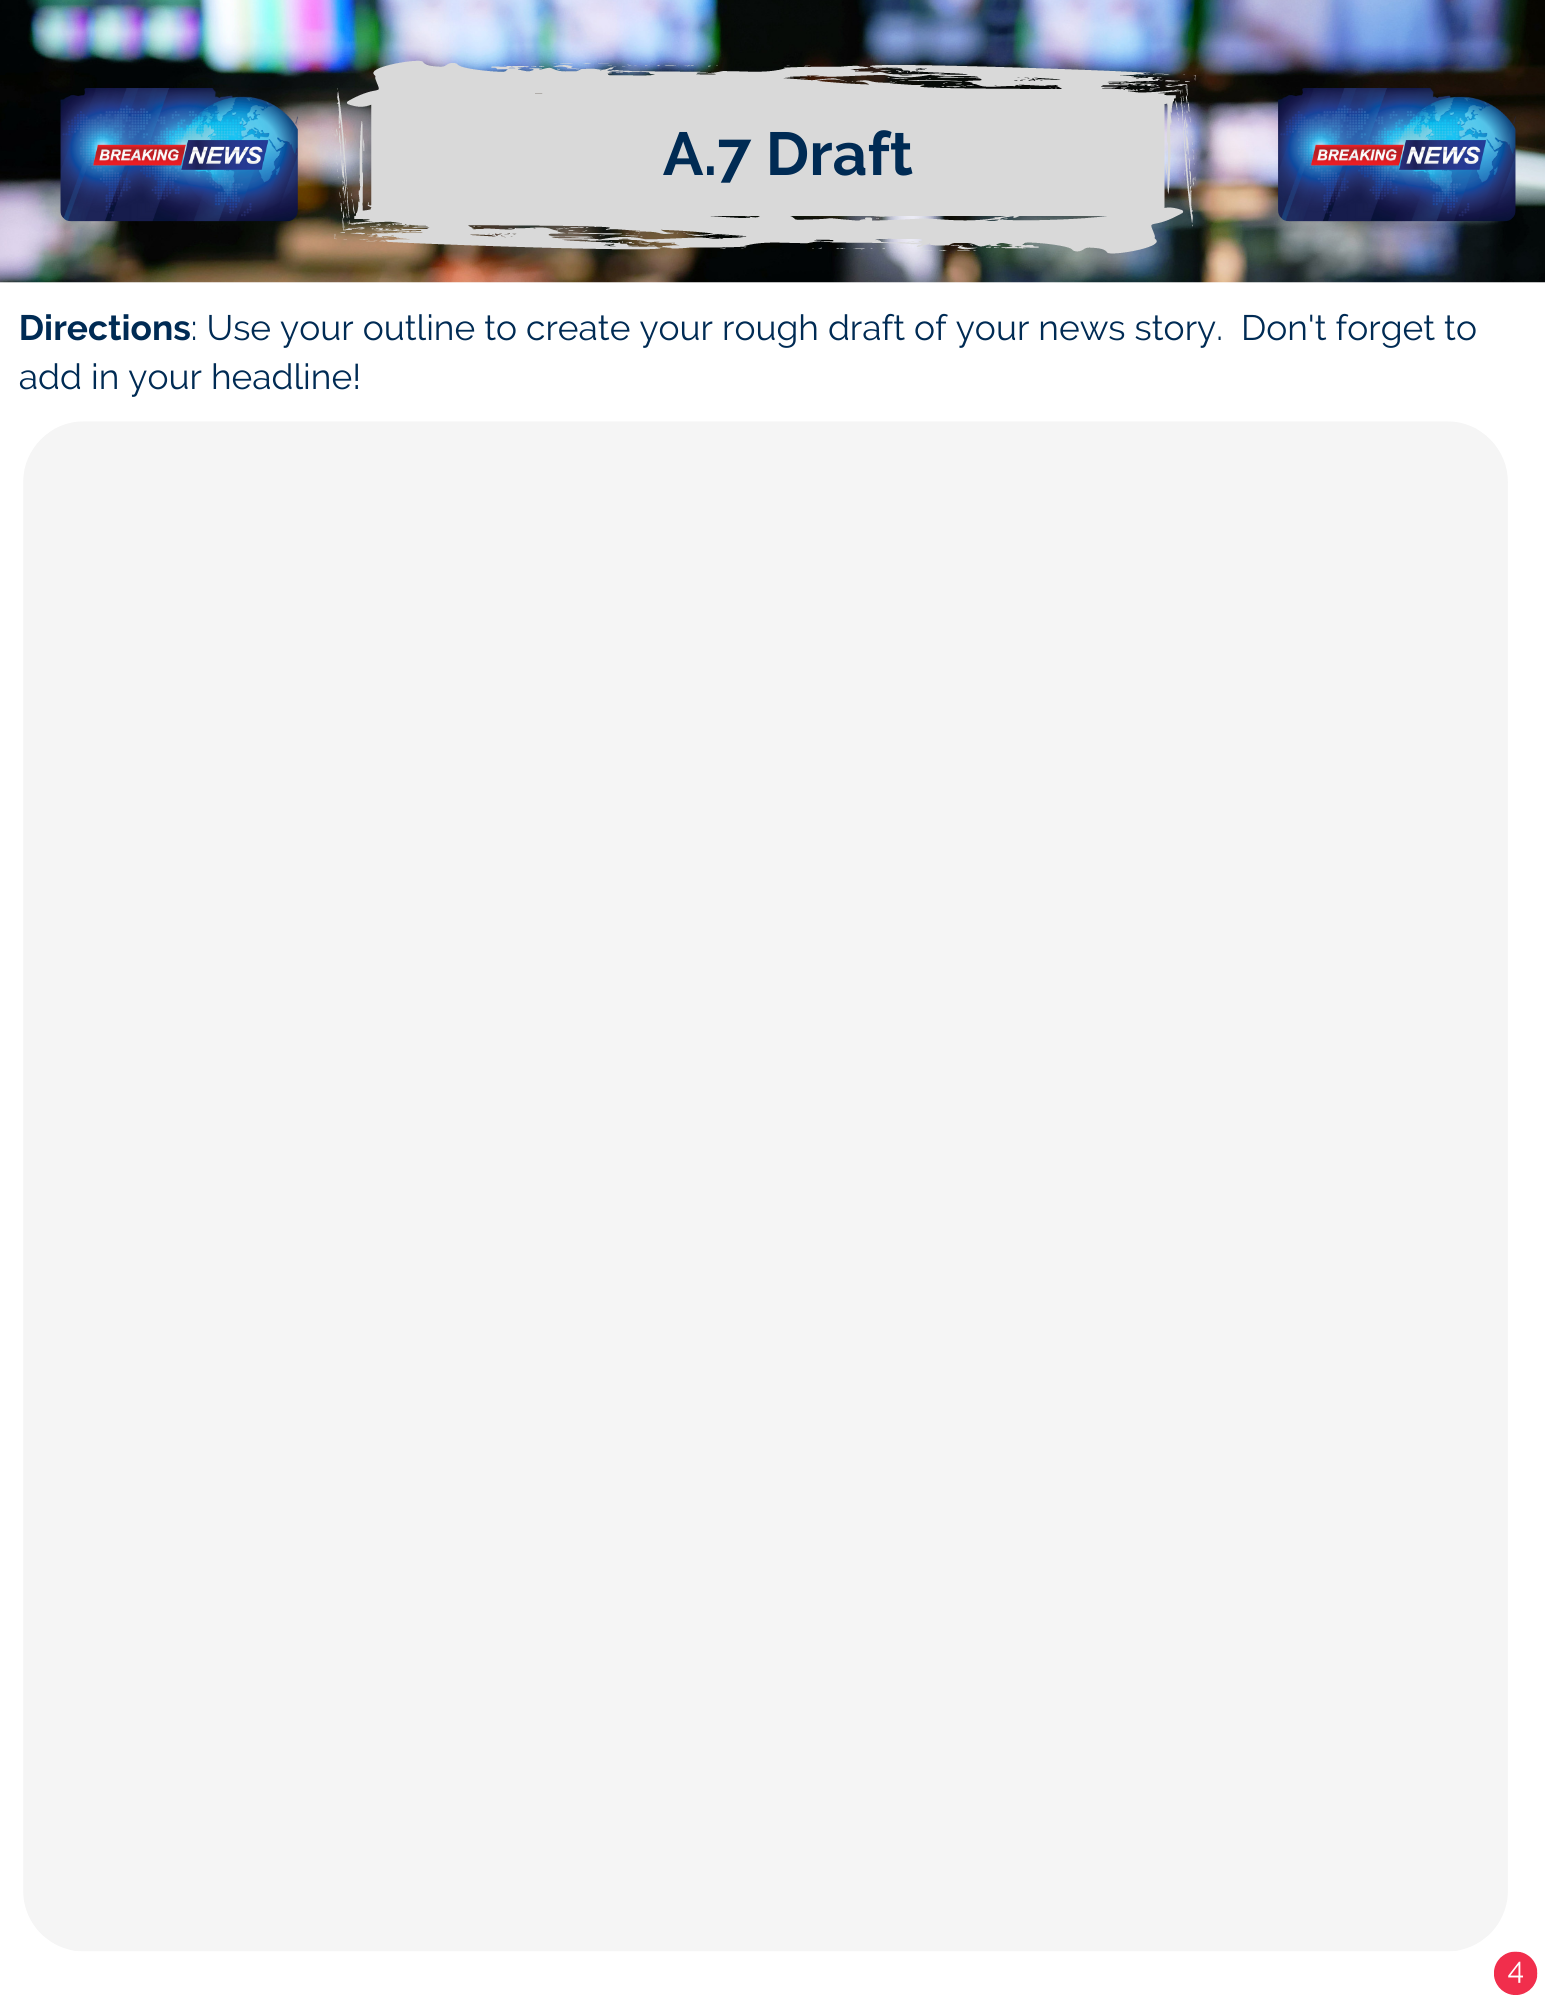 BREAKING NEWS
A.7 Draft
BREAKING NEWS
Directions: Use your outline to create your rough draft of your news story.  Don't forget to
add in your headline!
4